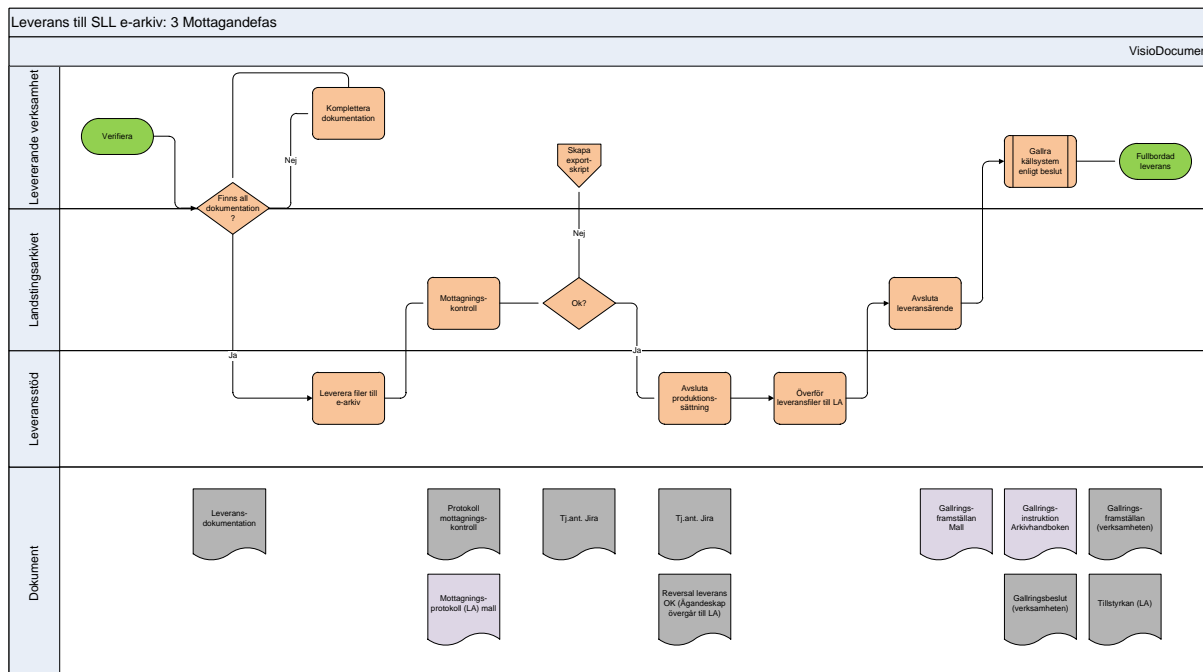 Leverans till SLL e-arkiv: 3 Mottagandefas
VisioDocumen
Levererande verksamhet
Verifiera
Komplettera
dokumentation
Nej
Finns all
dokumentation
?
Skapa
export-
skript
Gallra
källsystem
enligt beslut
Fullbordad
leverans
Landstingsarkivet
Nej
Mottagnings-
kontroll
Ok?
Avsluta
leveransärende
Ja
Ja
Leveransstöd
Leverera filer till
e-arkiv
Avsluta
produktions-
sättning
Överför
leveransfiler till LA
Dokument
Leverans-
dokumentation
Protokoll
mottagnings-
kontroll
Tj.ant. Jira
Tj.ant. Jira
Gallrings-
framställan
Mall
Gallrings-
instruktion
Arkivhandboken
Gallrings-
framställan
(verksamheten)
Mottagnings-
protokoll (LA) mall
Reversal leverans
OK (Ägandeskap
övergår till LA)
Gallringsbeslut
(verksamheten)
Tillstyrkan (LA)